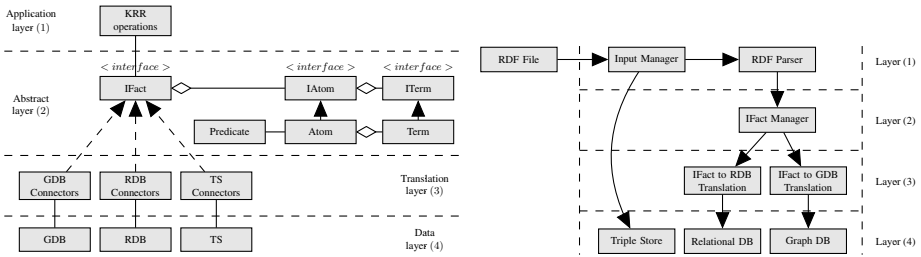 Application
layer (1)
KRR
operations
< interface >
< interface >
< interface >
IFact
IAtom
ITerm
Abstract
layer (2)
Predicate
Atom
Term
GDB
Connectors
RDB
Connectors
TS
Connectors
Translation
layer (3)
GDB
RDB
TS
Data
layer (4)
RDF File
Input Manager
RDF Parser
Layer (1)
IFact Manager
Layer (2)
IFact to RDB
Translation
IFact to GDB
Translation
Layer (3)
Triple Store
Relational DB
Graph DB
Layer (4)